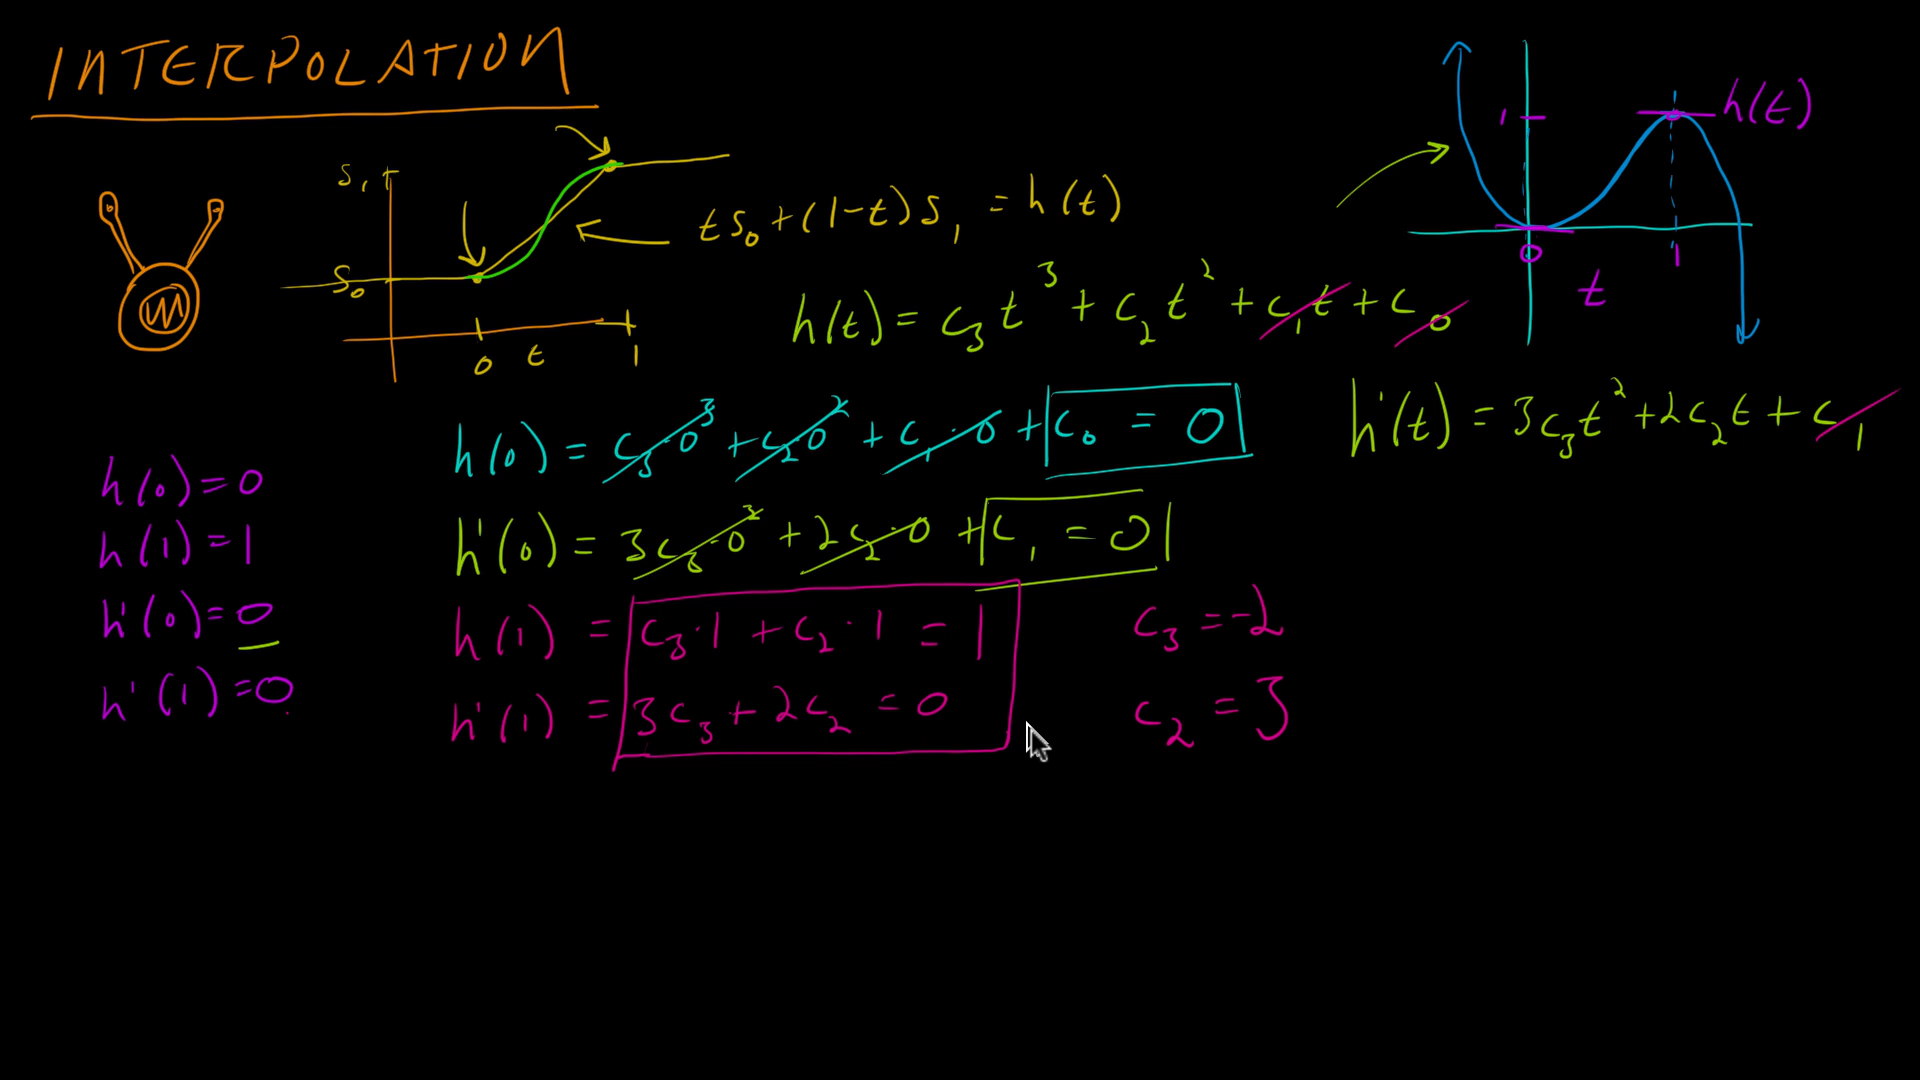 INTERPOLATION
h(t)
1
0
1
t
S₁
S₀
0 t 1
tS₀+(1-t)S₁ = h(t)
h(t) = c₃t³ + c₂t² + c₁t + c₀
h'(t) = 3c₃t²+2c₂t + c₁
h(0) = c₃·0³ + c₂·0² + c₁·0 + c₀ = 0
h'(0) = 3c₃·0² + 2c₂·0 + c₁ = 0
h(1) = c₃·1 + c₂·1 = 1
h'(1) = 3c₃ + 2c₂ = 0
c₃ = -2
c₂ = 3
h(0)=0
h(1)=1
h'(0)=0
h'(1)=0